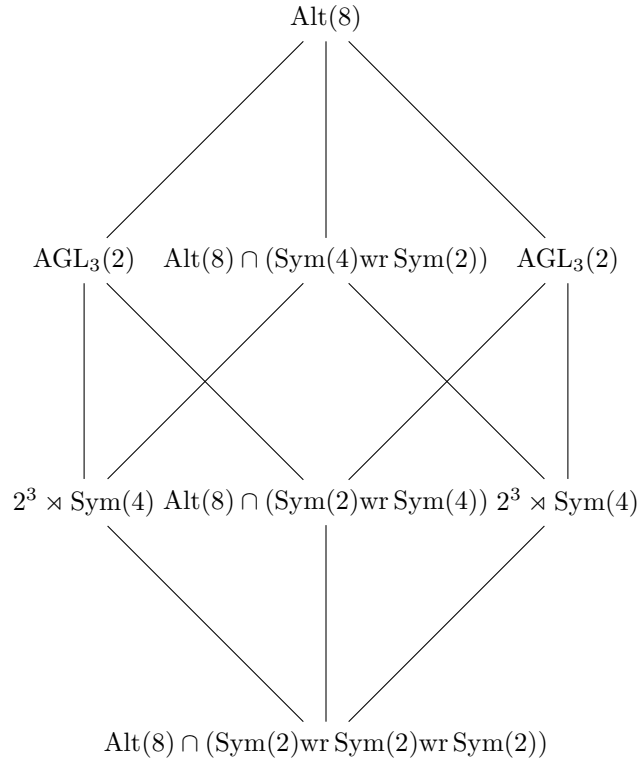 Alt(8)
AGL₃(2) Alt(8) ∩ (Sym(4)wr Sym(2)) AGL₃(2)
2³ ⋊ Sym(4) Alt(8) ∩ (Sym(2)wr Sym(4)) 2³ ⋊ Sym(4)
Alt(8) ∩ (Sym(2)wr Sym(2)wr Sym(2))